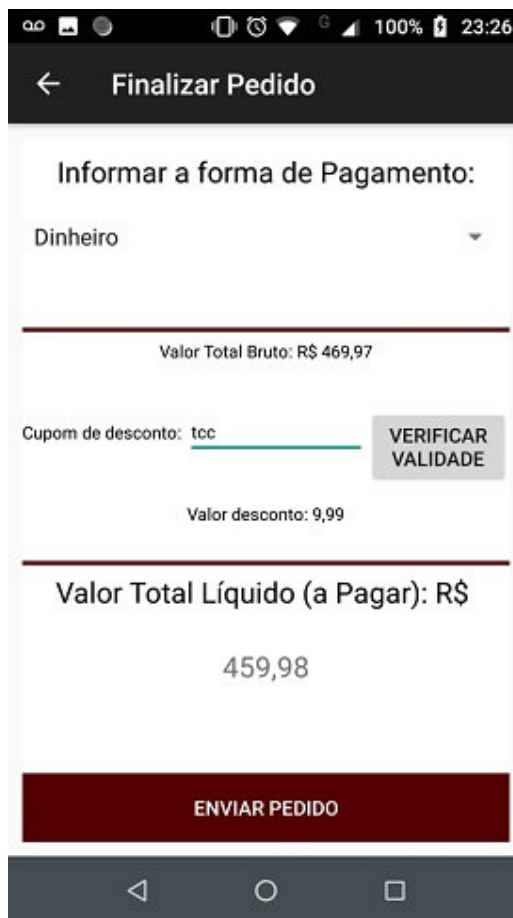 G 100% 23:26
Finalizar Pedido
Informar a forma de Pagamento:
Dinheiro
Valor Total Bruto: R$ 469,97
Cupom de desconto: tcc
VERIFICAR
VALIDADE
Valor desconto: 9,99
Valor Total Líquido (a Pagar): R$
459,98
ENVIAR PEDIDO